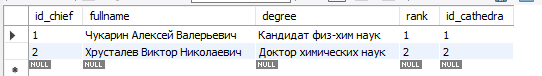 id_chief fullname degree rank id_cathedra
1 Чукарин Алексей Валерьевич Кандидат физ-хим наук 1 1
2 Хрусталев Виктор Николаевич Доктор химических наук 2 2
NULL NULL NULL NULL NULL